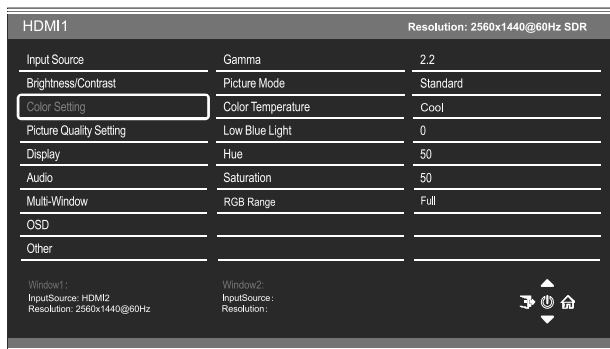 HDMI1 Resolution: 2560x1440@60Hz SDR
Input Source Gamma 2.2
Brightness/Contrast Picture Mode Standard
Color Setting Color Temperature Cool
Picture Quality Setting Low Blue Light 0
Display Hue 50
Audio Saturation 50
Multi-Window RGB Range Full
OSD
Other
Window1: Window2:
InputSource: HDMI2 InputSource:
Resolution: 2560x1440@60Hz Resolution: